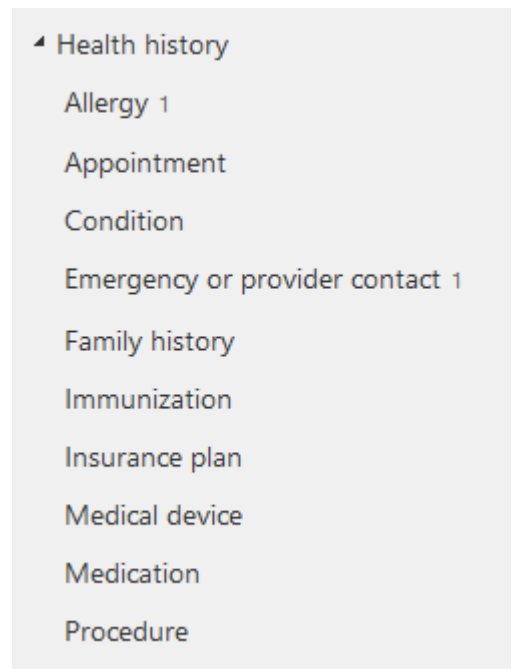 Health history
Allergy 1
Appointment
Condition
Emergency or provider contact 1
Family history
Immunization
Insurance plan
Medical device
Medication
Procedure